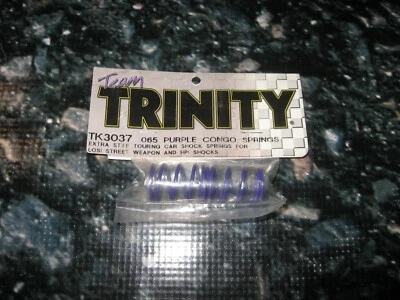 Team
TRINITY®
TK3037 .065 PURPLE CONGO SPRINGS
EXTRA STIFF TOURING CAR SHOCK SPRINGS FOR
LOSI STREET WEAPON AND HPI SHOCKS